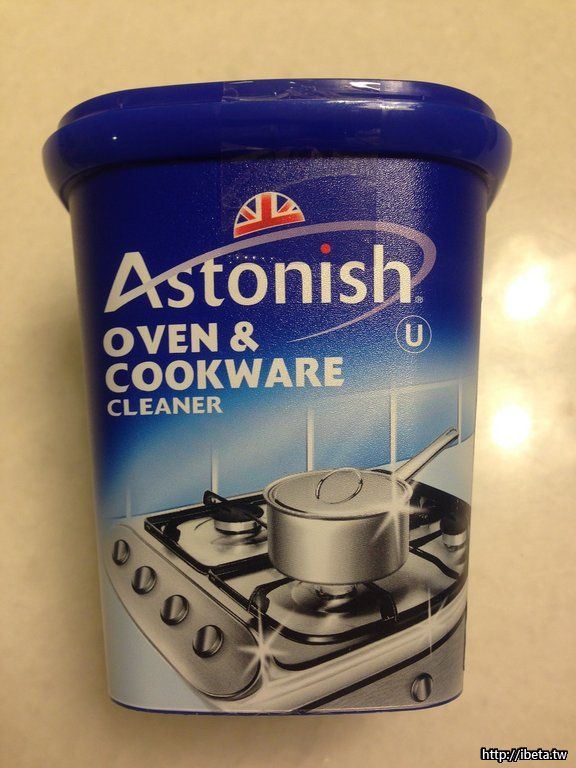 Astonish®
U
OVEN &
COOKWARE
CLEANER
http://ibeta.tw